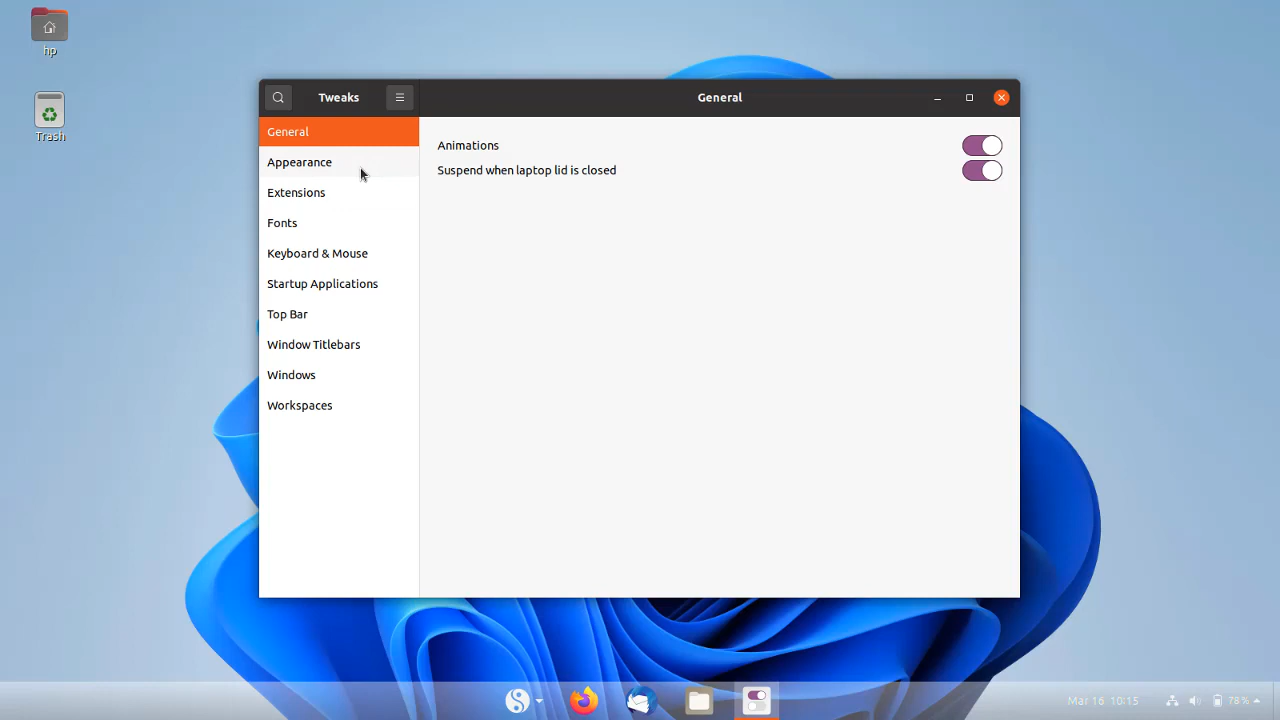 hp
Trash
Tweaks
General
General
Appearance
Extensions
Fonts
Keyboard & Mouse
Startup Applications
Top Bar
Window Titlebars
Windows
Workspaces
Animations
Suspend when laptop lid is closed
Mar 16 10:15
78%